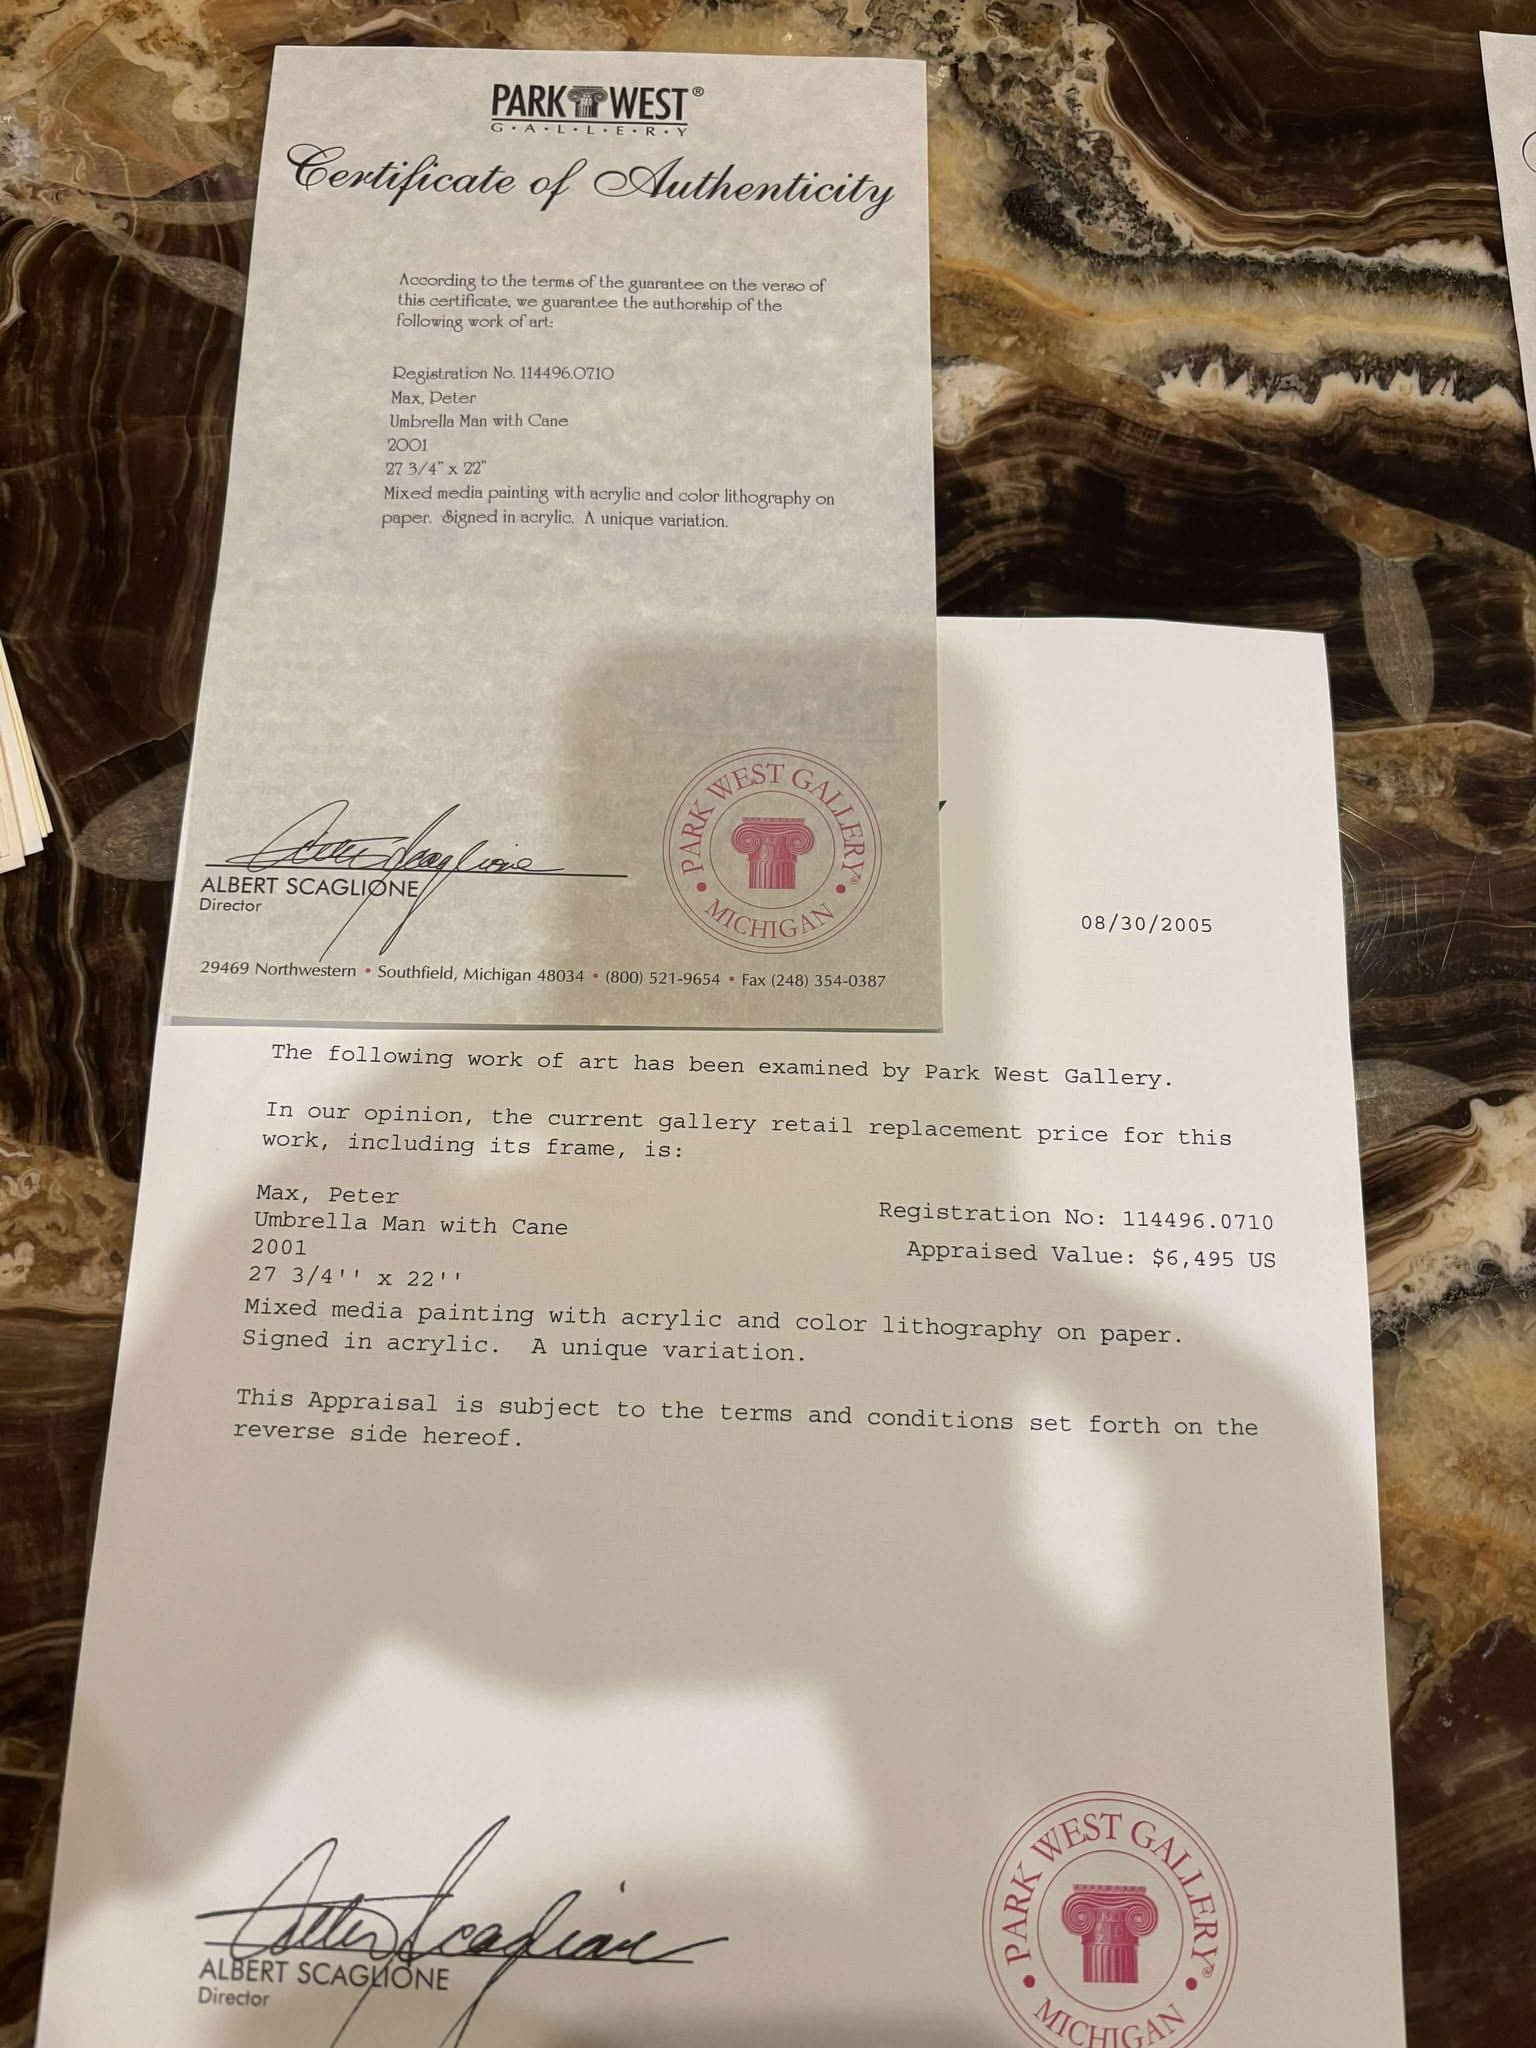 PARK WEST®
G·A·L·L·E·R·Y
Certificate of Authenticity
According to the terms of the guarantee on the verso of
this certificate, we guarantee the authorship of the
following work of art:
Registration No. 114496.0710
Max, Peter
Umbrella Man with Cane
2001
27 3/4" x 22"
Mixed media painting with acrylic and color lithography on
paper. Signed in acrylic. A unique variation.
Albert Scaglione
ALBERT SCAGLIONE
Director
PARK WEST GALLERY®
• MICHIGAN •
29469 Northwestern • Southfield, Michigan 48034 • (800) 521-9654 • Fax (248) 354-0387
08/30/2005
The following work of art has been examined by Park West Gallery.
In our opinion, the current gallery retail replacement price for this
work, including its frame, is:
Max, Peter
Umbrella Man with Cane
2001
27 3/4'' x 22''
Registration No: 114496.0710
Appraised Value: $6,495 US
Mixed media painting with acrylic and color lithography on paper.
Signed in acrylic. A unique variation.
This Appraisal is subject to the terms and conditions set forth on the
reverse side hereof.
Albert Scaglione
ALBERT SCAGLIONE
Director
PARK WEST GALLERY®
• MICHIGAN •